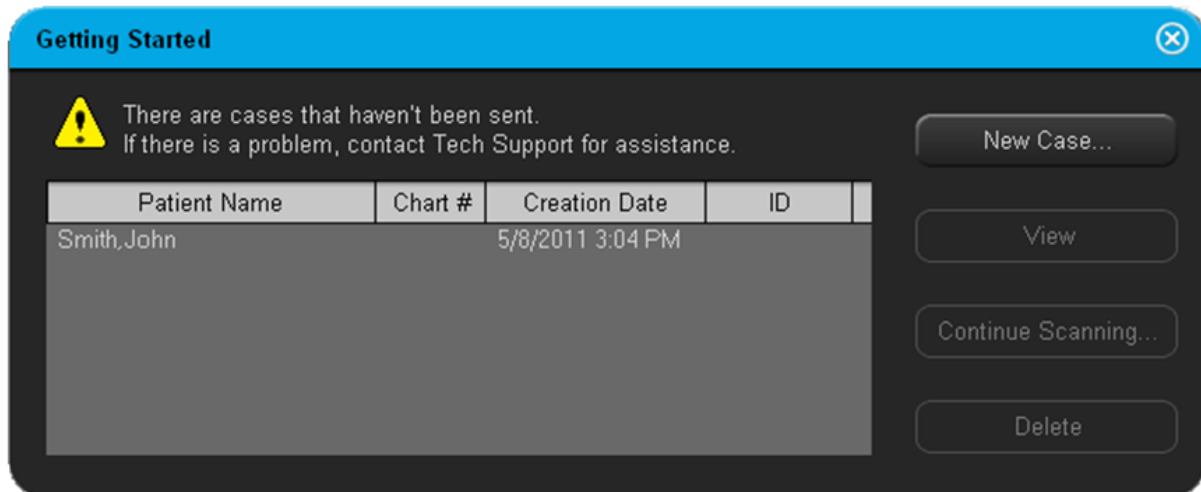 Getting Started
There are cases that haven't been sent.
If there is a problem, contact Tech Support for assistance.
New Case...
Patient Name Chart # Creation Date ID
Smith,John 5/8/2011 3:04 PM
View
Continue Scanning...
Delete